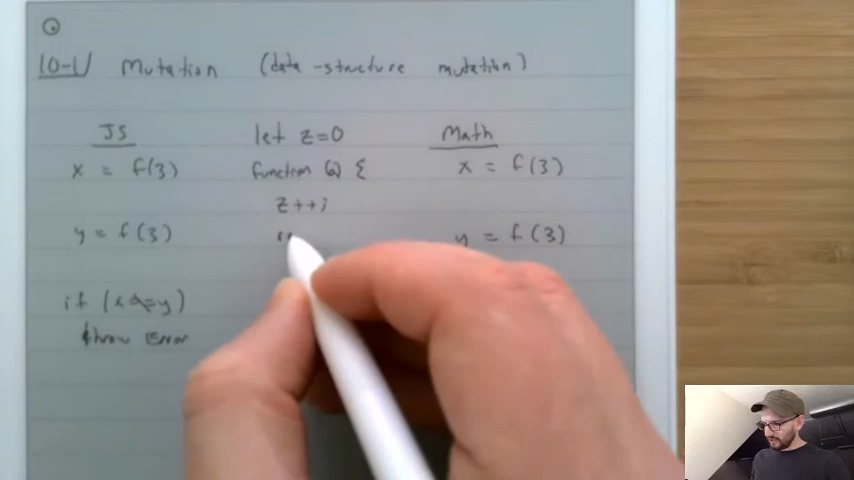 10-1/ Mutation (data-structure mutation)
JS let z=0 Math
x = f(3) function (a) { x = f(3)
z++;
y = f(3) y = f(3)
if (x y)
throw Error